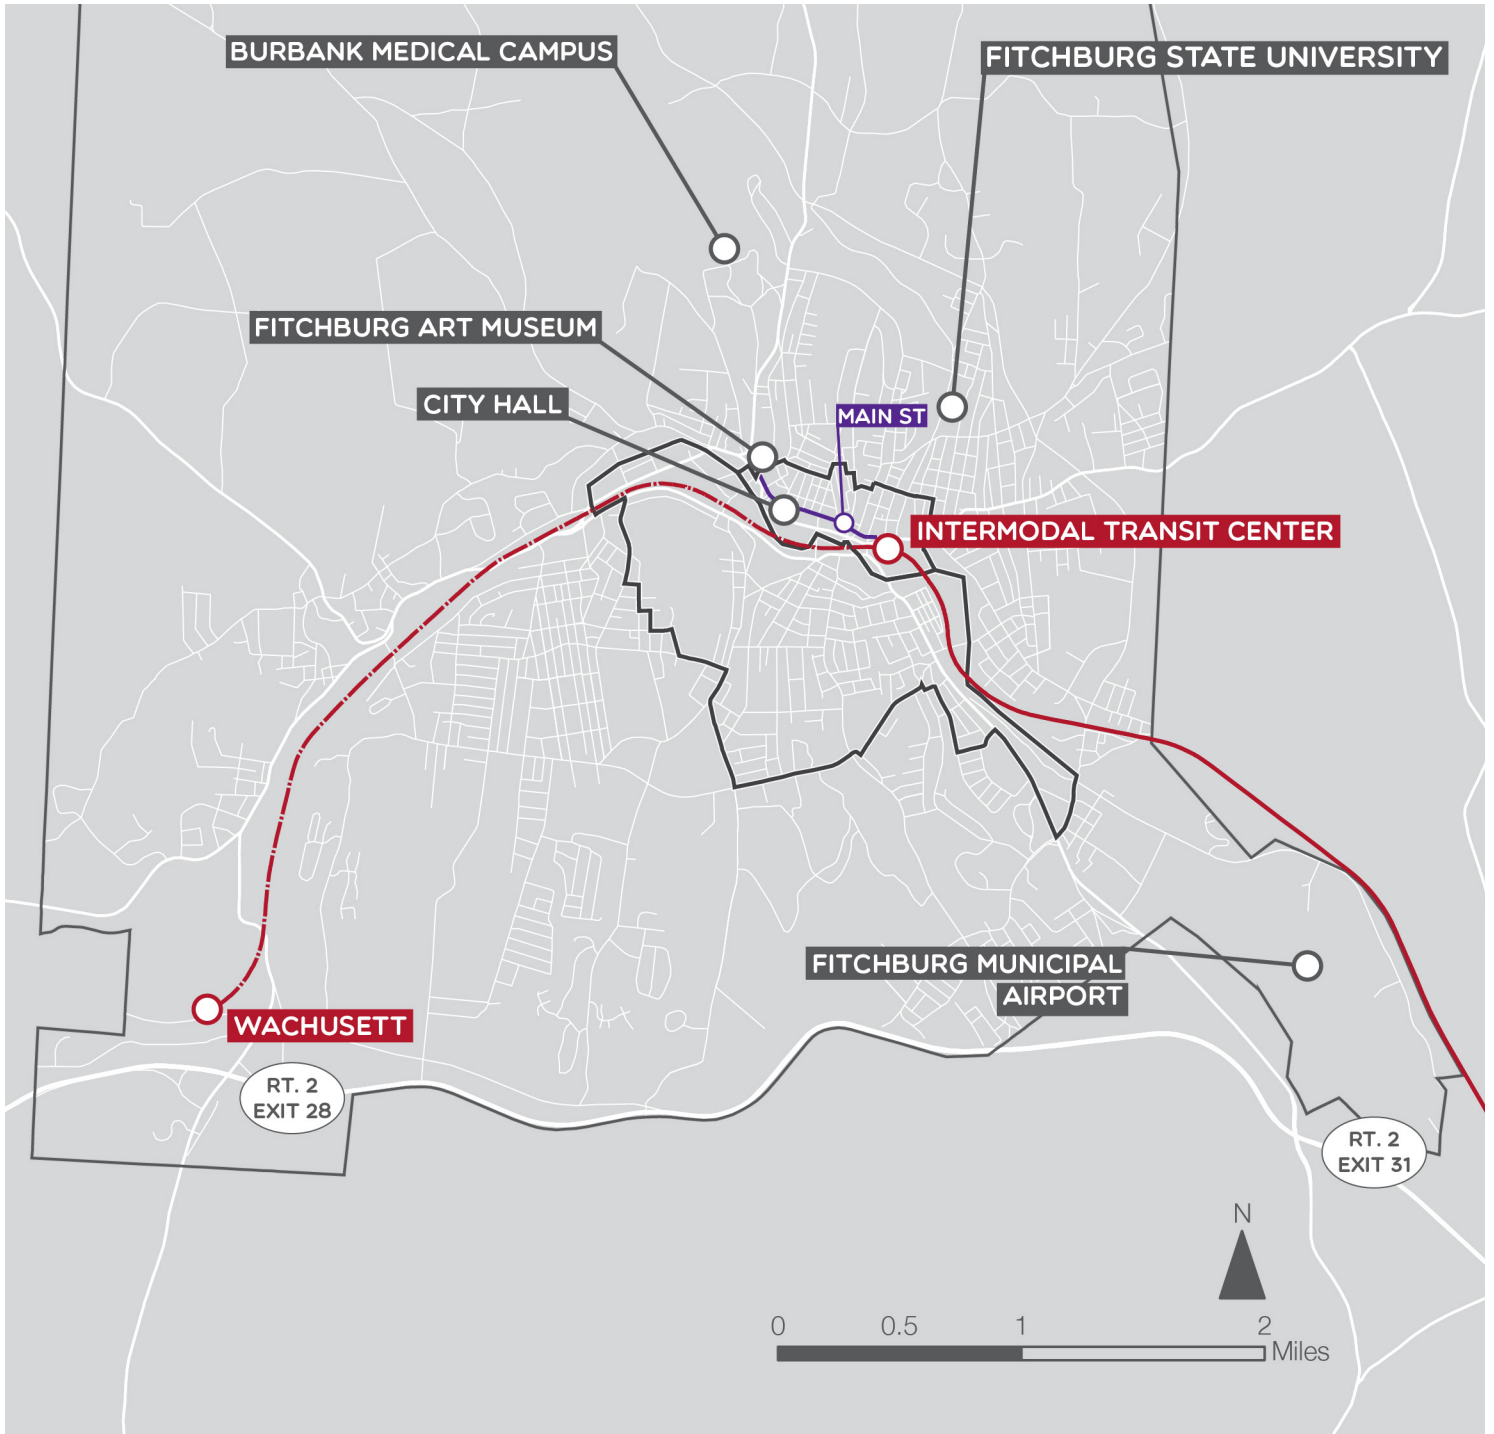 BURBANK MEDICAL CAMPUS
FITCHBURG STATE UNIVERSITY
FITCHBURG ART MUSEUM
CITY HALL
MAIN ST
INTERMODAL TRANSIT CENTER
FITCHBURG MUNICIPAL
AIRPORT
WACHUSETT
RT. 2
EXIT 28
RT. 2
EXIT 31
N
0 0.5 1 2
Miles